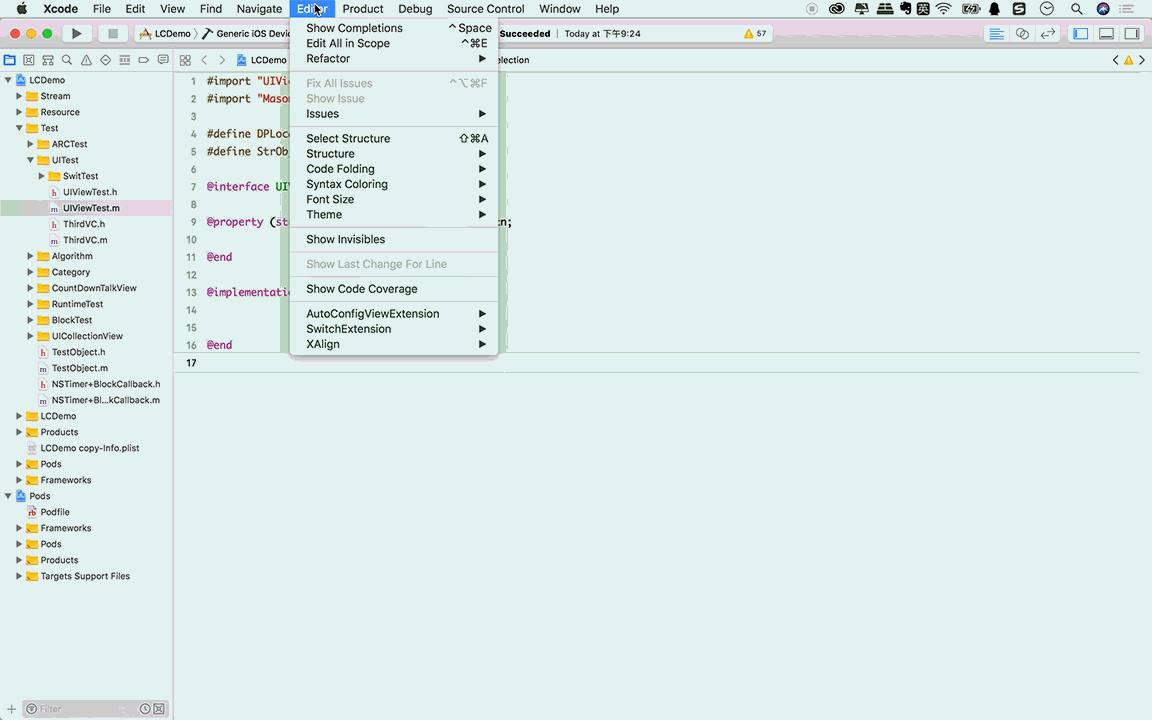 Xcode File Edit View Find Navigate Editor Product Debug Source Control Window Help
LCDemo Generic iOS Devi Succeeded Today at 下午9:24 57
LCDemo election
LCDemo
Stream
Resource
Test
ARCTest
UITest
SwitTest
UIViewTest.h
UIViewTest.m
ThirdVC.h
ThirdVC.m
Algorithm
Category
CountDownTalkView
RuntimeTest
BlockTest
UICollectionView
TestObject.h
TestObject.m
NSTimer+BlockCallback.h
NSTimer+Bl...kCallback.m
LCDemo
Products
LCDemo copy-Info.plist
Pods
Frameworks
Pods
Podfile
Frameworks
Pods
Products
Targets Support Files
Filter
1 #import "UIVi
2 #import "Maso
3
4 #define DPLoc
5 #define StrOb
6
7 @interface UIV
8
9 @property (st n;
10
11 @end
12
13 @implementati
14
15
16 @end
17
Show Completions ^Space
Edit All in Scope ^⌘E
Refactor
Fix All Issues ^⌥⌘F
Show Issue
Issues
Select Structure ⇧⌘A
Structure
Code Folding
Syntax Coloring
Font Size
Theme
Show Invisibles
Show Last Change For Line
Show Code Coverage
AutoConfigViewExtension
SwitchExtension
XAlign